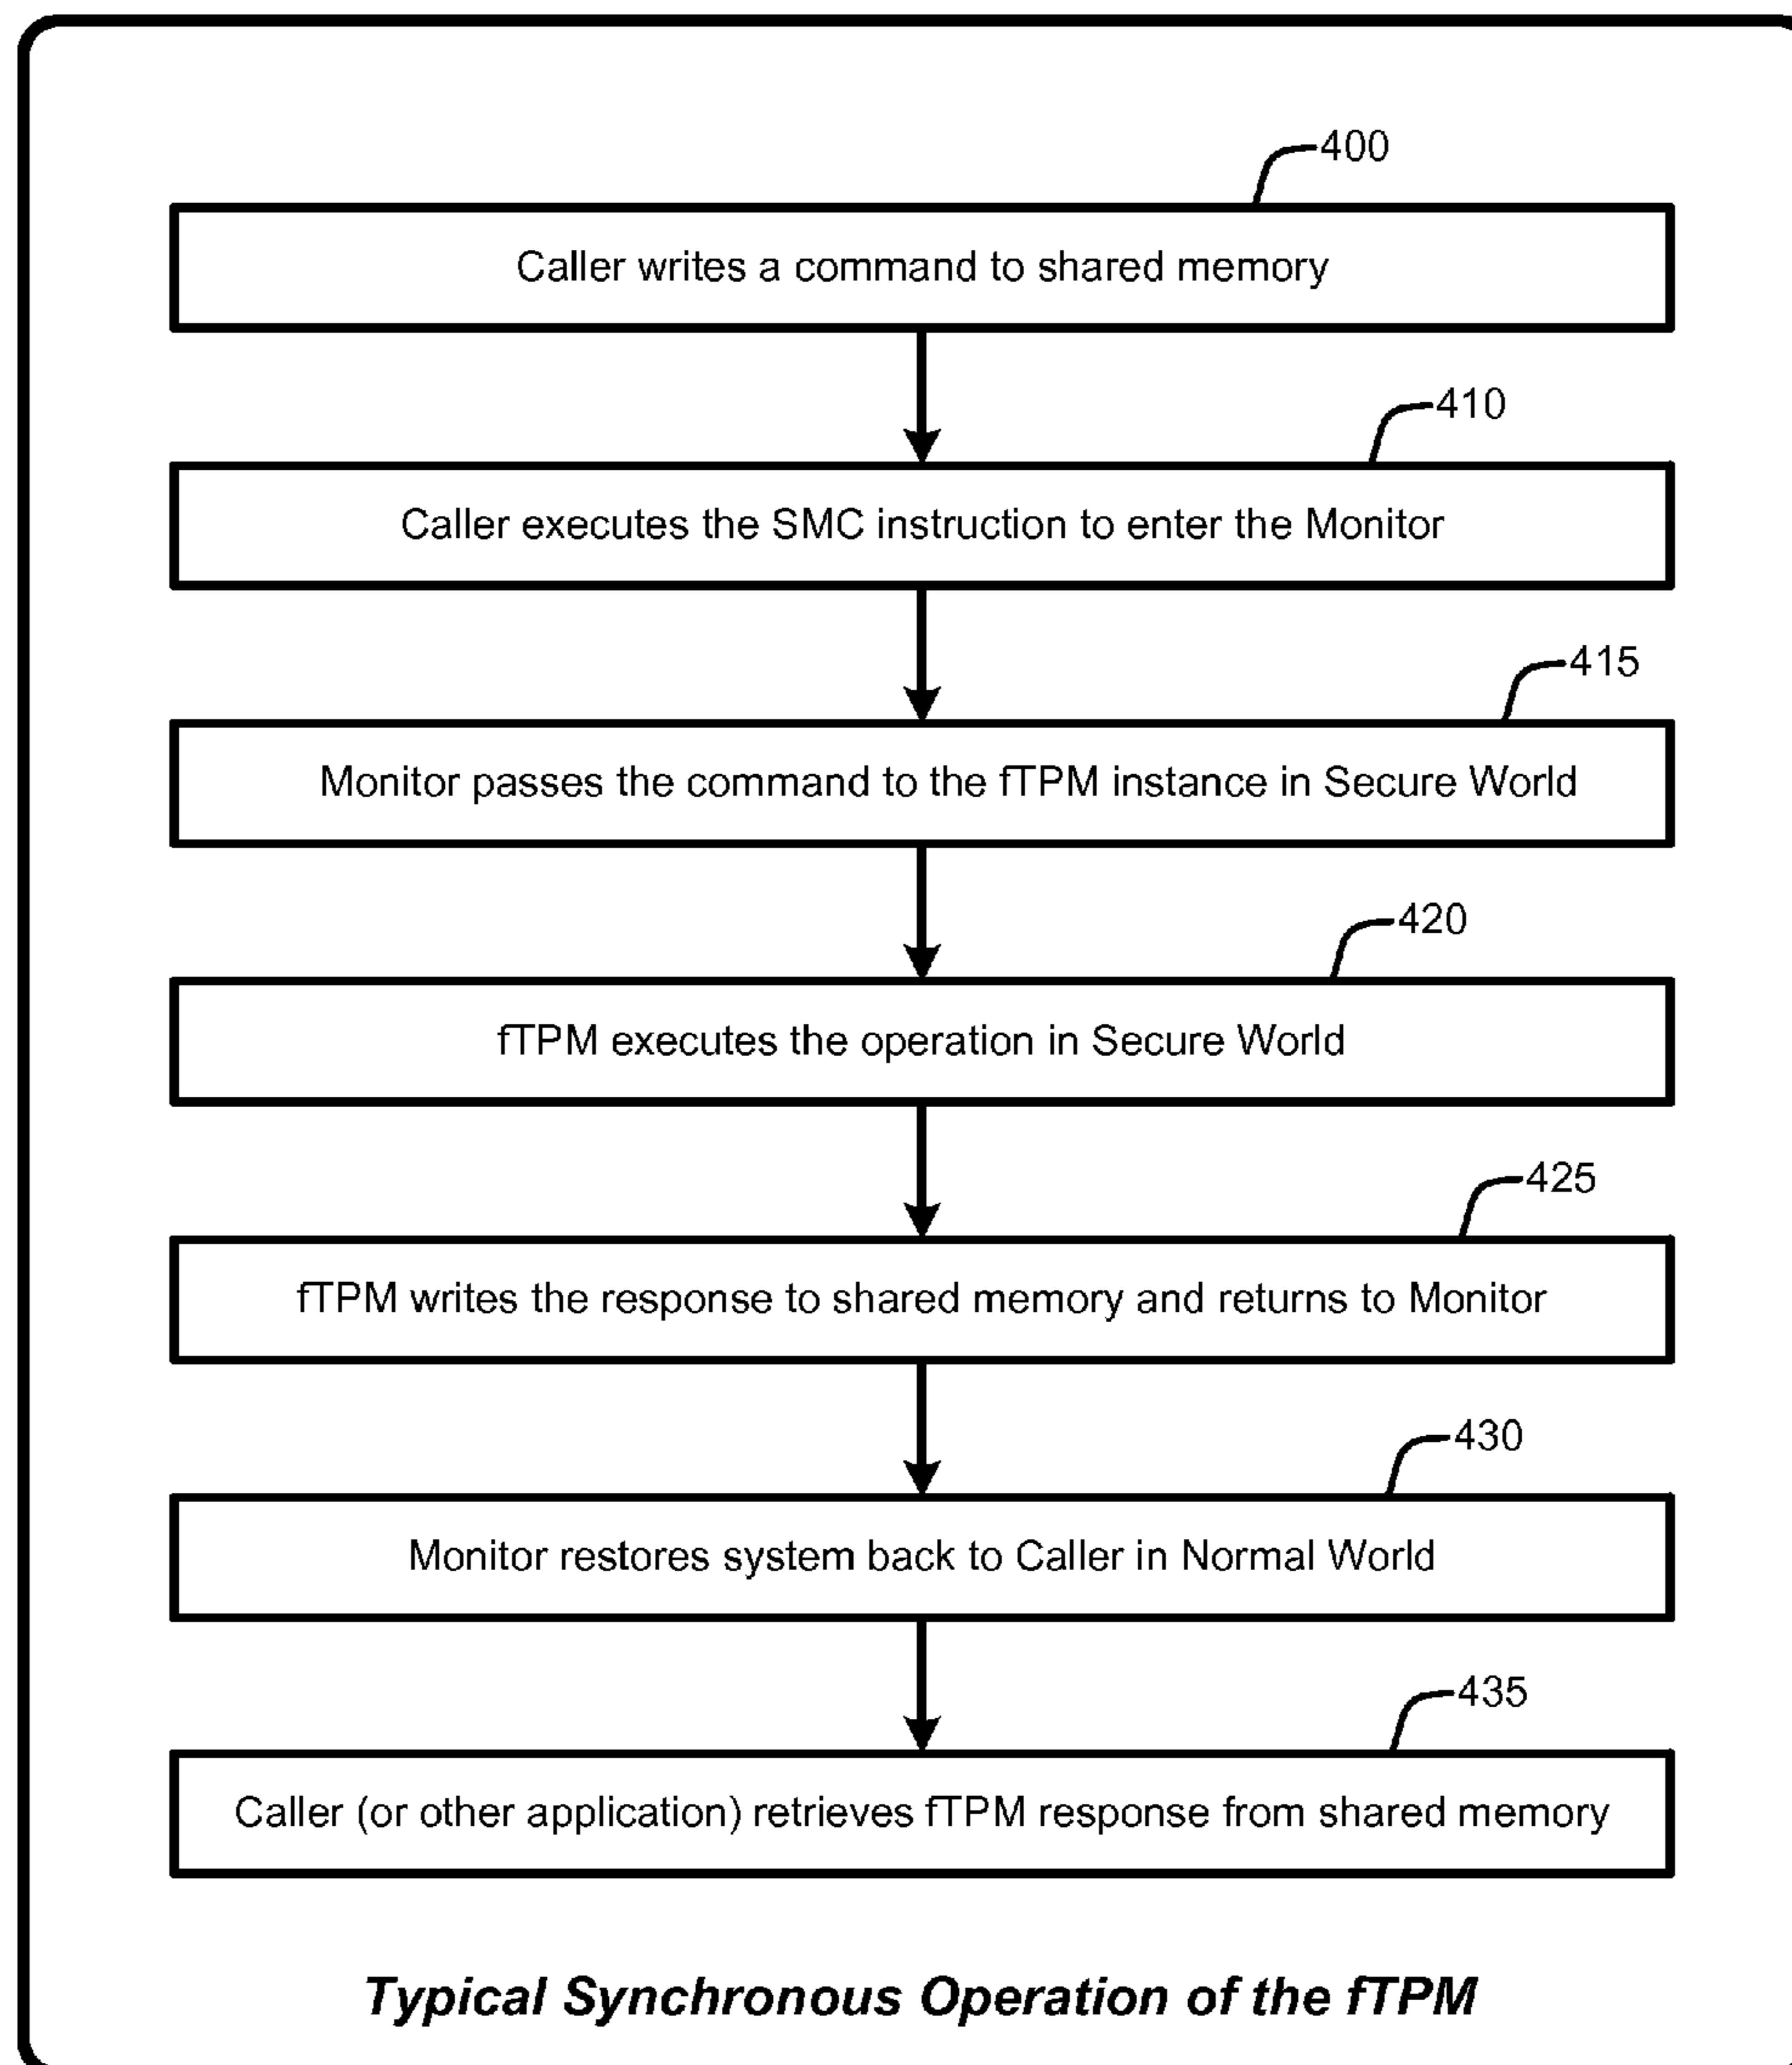 400
Caller writes a command to shared memory
410
Caller executes the SMC instruction to enter the Monitor
415
Monitor passes the command to the fTPM instance in Secure World
420
fTPM executes the operation in Secure World
425
fTPM writes the response to shared memory and returns to Monitor
430
Monitor restores system back to Caller in Normal World
435
Caller (or other application) retrieves fTPM response from shared memory
Typical Synchronous Operation of the fTPM